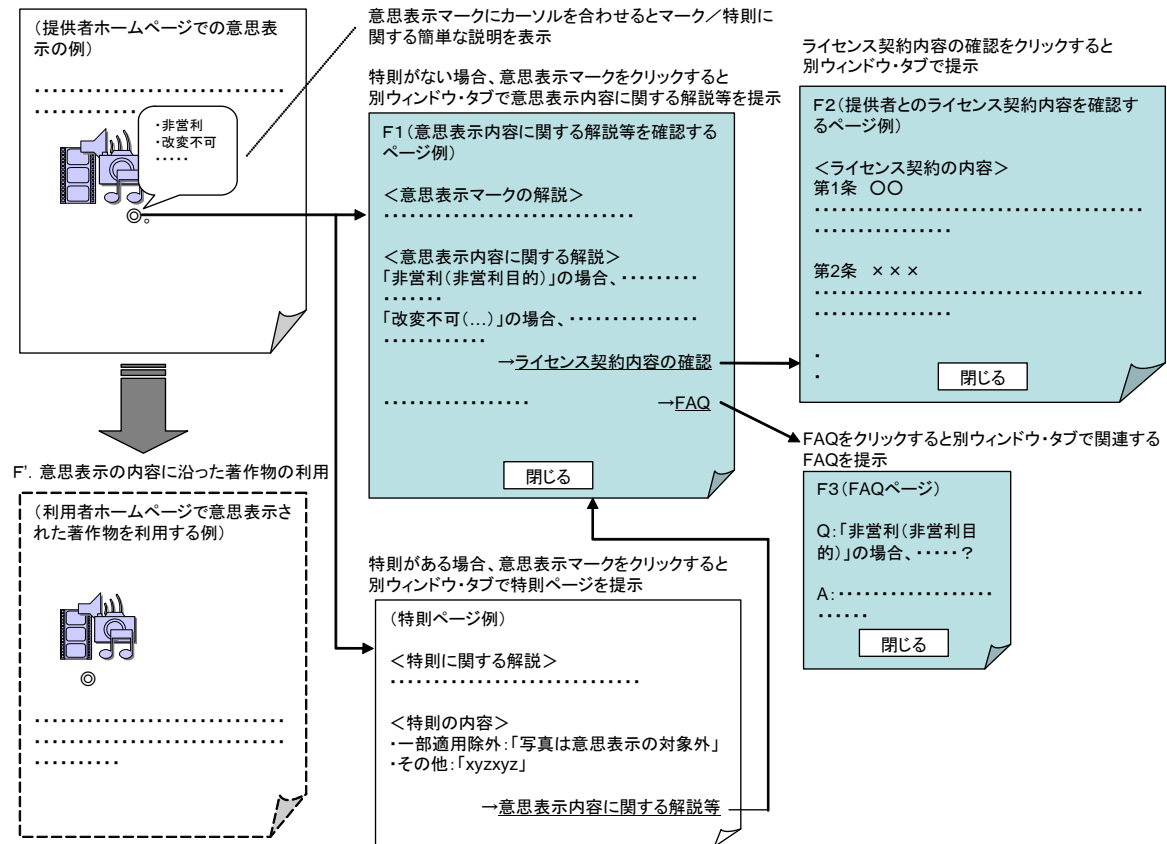 (提供者ホームページでの意思表
示の例)
・・・・・・・・・・・・・・・・・・・・・・・・・・・・・・
・・・・・・・・・・・・・・
・非営利
・改変不可
・・・・・
◎。
意思表示マークにカーソルを合わせるとマーク/特則に
関する簡単な説明を表示
特則がない場合、意思表示マークをクリックすると
別ウィンドウ・タブで意思表示内容に関する解説等を提示
F1(意思表示内容に関する解説等を確認する
ページ例)
<意思表示マークの解説>
・・・・・・・・・・・・・・・・・・・・・・・・・・・・・・
<意思表示内容に関する解説>
「非営利(非営利目的)」の場合、・・・・・・・・・
・・・・・・・
「改変不可(...)」の場合、・・・・・・・・・・・・・・・
・・・・・・・・・・・・
→ライセンス契約内容の確認
・・・・・・・・・・・・・・・・・ →FAQ
閉じる
ライセンス契約内容の確認をクリックすると
別ウィンドウ・タブで提示
F2(提供者とのライセンス契約内容を確認す
るページ例)
<ライセンス契約の内容>
第1条 〇〇
・・・・・・・・・・・・・・・・・・・・・・・・・・・・・・・・・・・・・・・
・・・・・・・・・・・・・・・・
第2条 ×××
・・・・・・・・・・・・・・・・・・・・・・・・・・・・・・・・・・・・・・・
・・・・・・・・・・・・・・・・
・
・
閉じる
FAQをクリックすると別ウィンドウ・タブで関連する
FAQを提示
F3(FAQページ)
Q:「非営利(非営利目
的)」の場合、・・・・・?
A:・・・・・・・・・・・・・・・・・・
・・・・・・
閉じる
F'. 意思表示の内容に沿った著作物の利用
(利用者ホームページで意思表示さ
れた著作物を利用する例)
◎
・・・・・・・・・・・・・・・・・・・・・・・・・・・・・・
・・・・・・・・・・・・・・・・・・・・・・・・・・・・・・
・・・・・・・・・・
特則がある場合、意思表示マークをクリックすると
別ウィンドウ・タブで特則ページを提示
(特則ページ例)
<特則に関する解説>
・・・・・・・・・・・・・・・・・・・・・・・・・・・・・・
<特則の内容>
・一部適用除外:「写真は意思表示の対象外」
・その他:「xyzxyz」
→意思表示内容に関する解説等